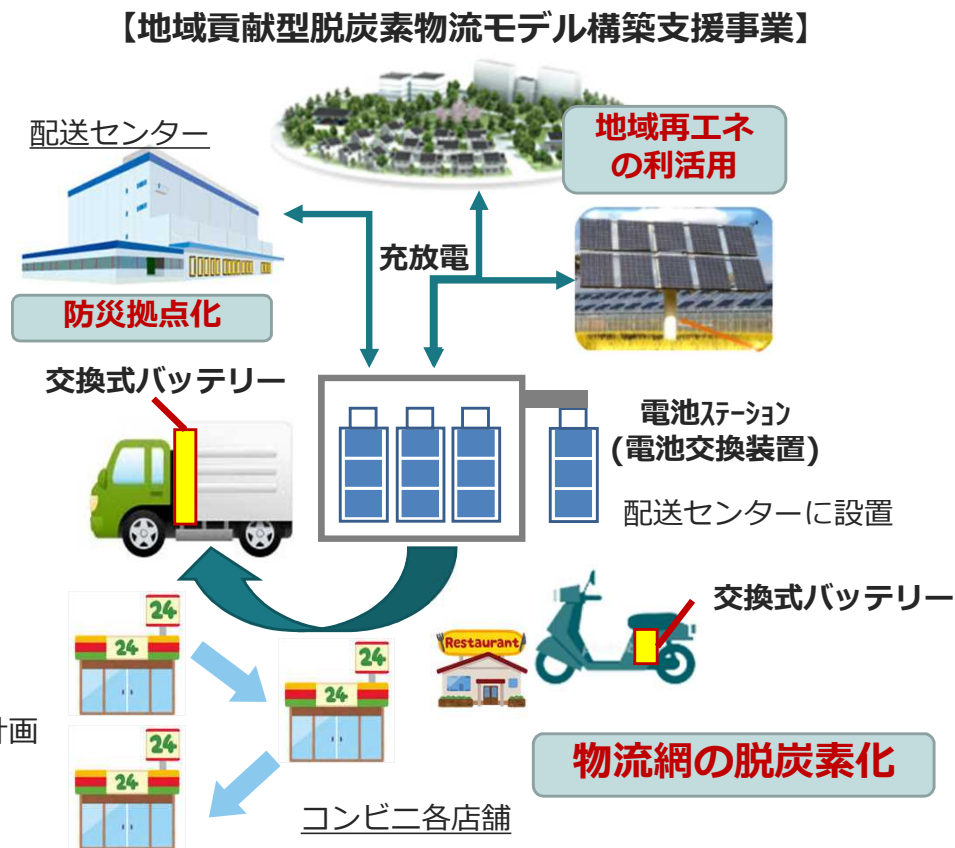 【地域貢献型脱炭素物流モデル構築支援事業】
配送センター
地域再エネ
の利活用
充放電
防災拠点化
交換式バッテリー
電池ｽﾃｰｼｮﾝ
(電池交換装置)
配送センターに設置
交換式バッテリー
Restaurant
24
24
24
24
24
24
計画
物流網の脱炭素化
コンビニ各店舗